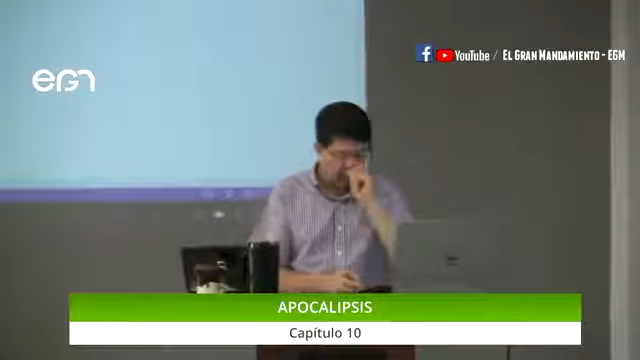 EGM
YouTube / EL GRAN MANDAMIENTO - EGM
APOCALIPSIS
Capítulo 10